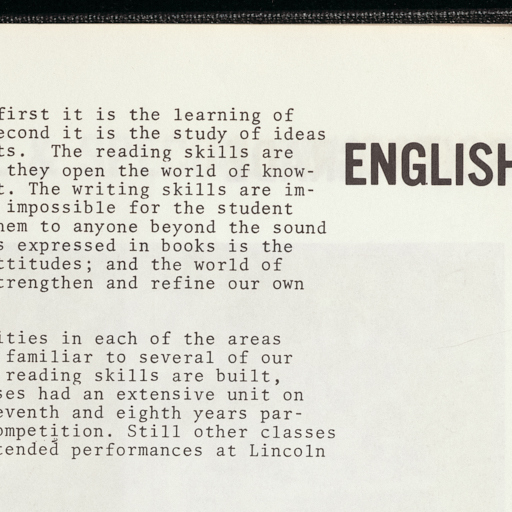 first it is the learning of
econd it is the study of ideas
ts. The reading skills are
they open the world of know-
t. The writing skills are im-
impossible for the student
hem to anyone beyond the sound
s expressed in books is the
ttitudes; and the world of
trengthen and refine our own
ENGLISH
ities in each of the areas
familiar to several of our
reading skills are built,
ses had an extensive unit on
eventh and eighth years par-
ompetition. Still other classes
tended performances at Lincoln